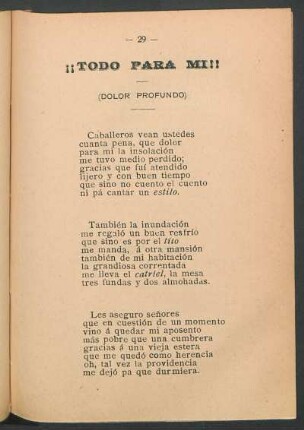 — 29 —
¡¡TODO PARA MI!!
(DOLOR PROFUNDO)
Caballeros vean ustedes
cuanta pena, que dolor
para mi la insolación
me tuvo medio perdido;
gracias que fuí atendido
lijero y con buen tiempo
que sino no cuento el cuento
ni pá cantar un estilo.
También la inundación
me regaló un buen resfrio
que sino es por el tito
me manda, á otra mansión
también de mi habitación
la grandiosa correntada
me lleva el catriel, la mesa
tres fundas y dos almohadas.
Les aseguro señores
que en cuestión de un momento
vino á quedar mi aposento
más pobre que una cumbrera
gracias á una vieja estera
que me quedó como herencia
oh, tal vez la providencia
me dejó pa que durmiera.